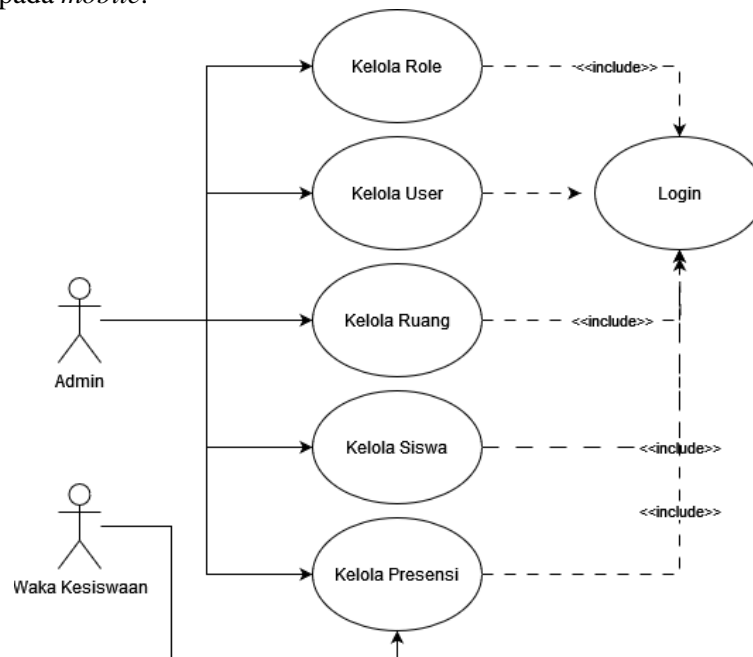 pada mobile.
Kelola Role
<<include>>
Kelola User
Login
Kelola Ruang
<<include>>
Admin
Kelola Siswa
<<include>>
<<include>>
Kelola Presensi
Waka Kesiswaan